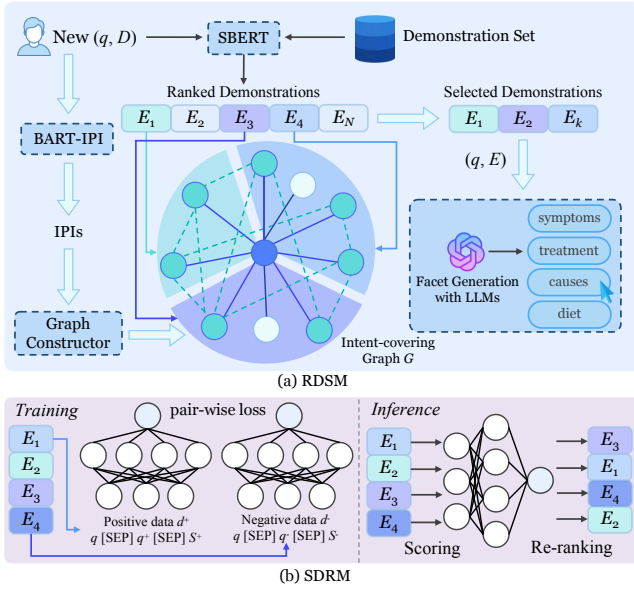 New (q, D)
SBERT
Demonstration Set
Ranked Demonstrations
E1 E2 E3 E4 EN
Selected Demonstrations
E1 E2 Ek
BART-IPI
(q, E)
IPIs
symptoms
treatment
causes
diet
Facet Generation
with LLMs
Graph
Constructor
Intent-covering
Graph G
(a) RDSM
Training
pair-wise loss
E1
E2
E3
E4
Positive data d+
q [SEP] q+ [SEP] S+
Negative data d-
q [SEP] q- [SEP] S-
Inference
E1
E2
E3
E4
Scoring
E3
E1
E4
E2
Re-ranking
(b) SDRM